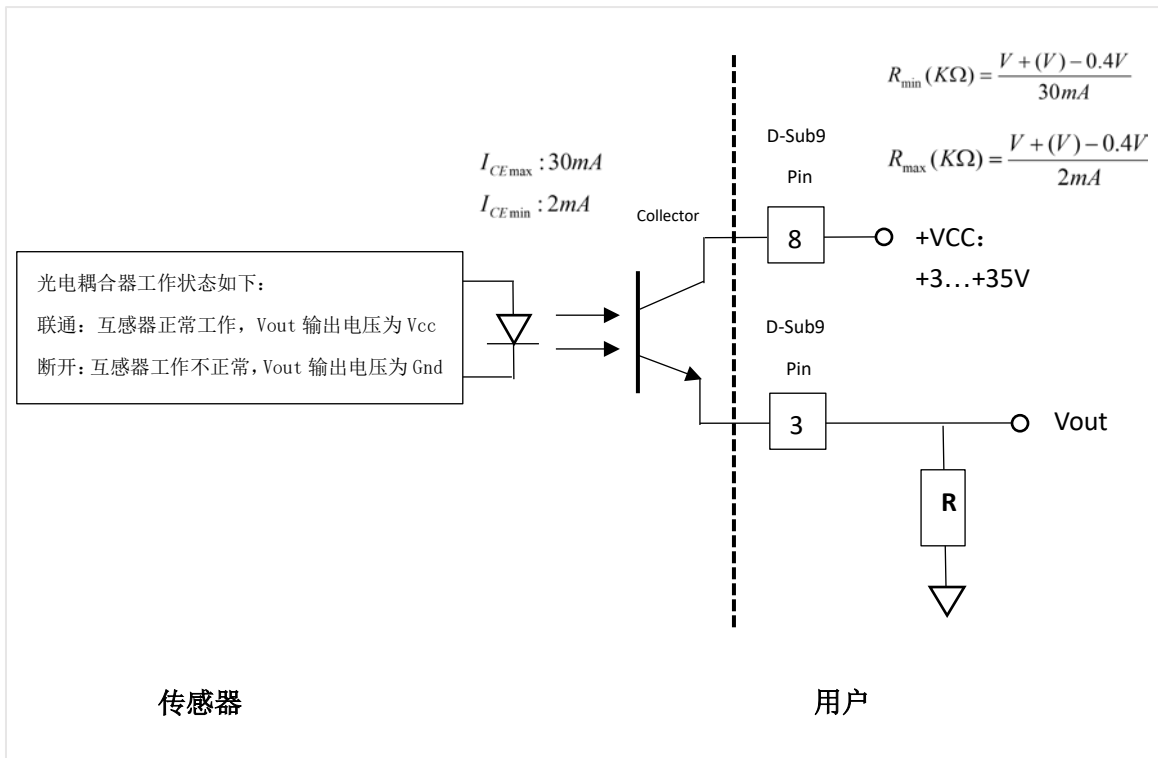 R_min(KΩ) = (V + (V) − 0.4V) / 30mA
D-Sub9
Pin
R_max(KΩ) = (V + (V) − 0.4V) / 2mA
I_CEmax : 30mA
I_CEmin : 2mA
Collector
8
+VCC：
+3…+35V
光电耦合器工作状态如下：
联通：互感器正常工作，Vout 输出电压为 Vcc
断开：互感器工作不正常，Vout 输出电压为 Gnd
D-Sub9
Pin
3
Vout
R
传感器
用户